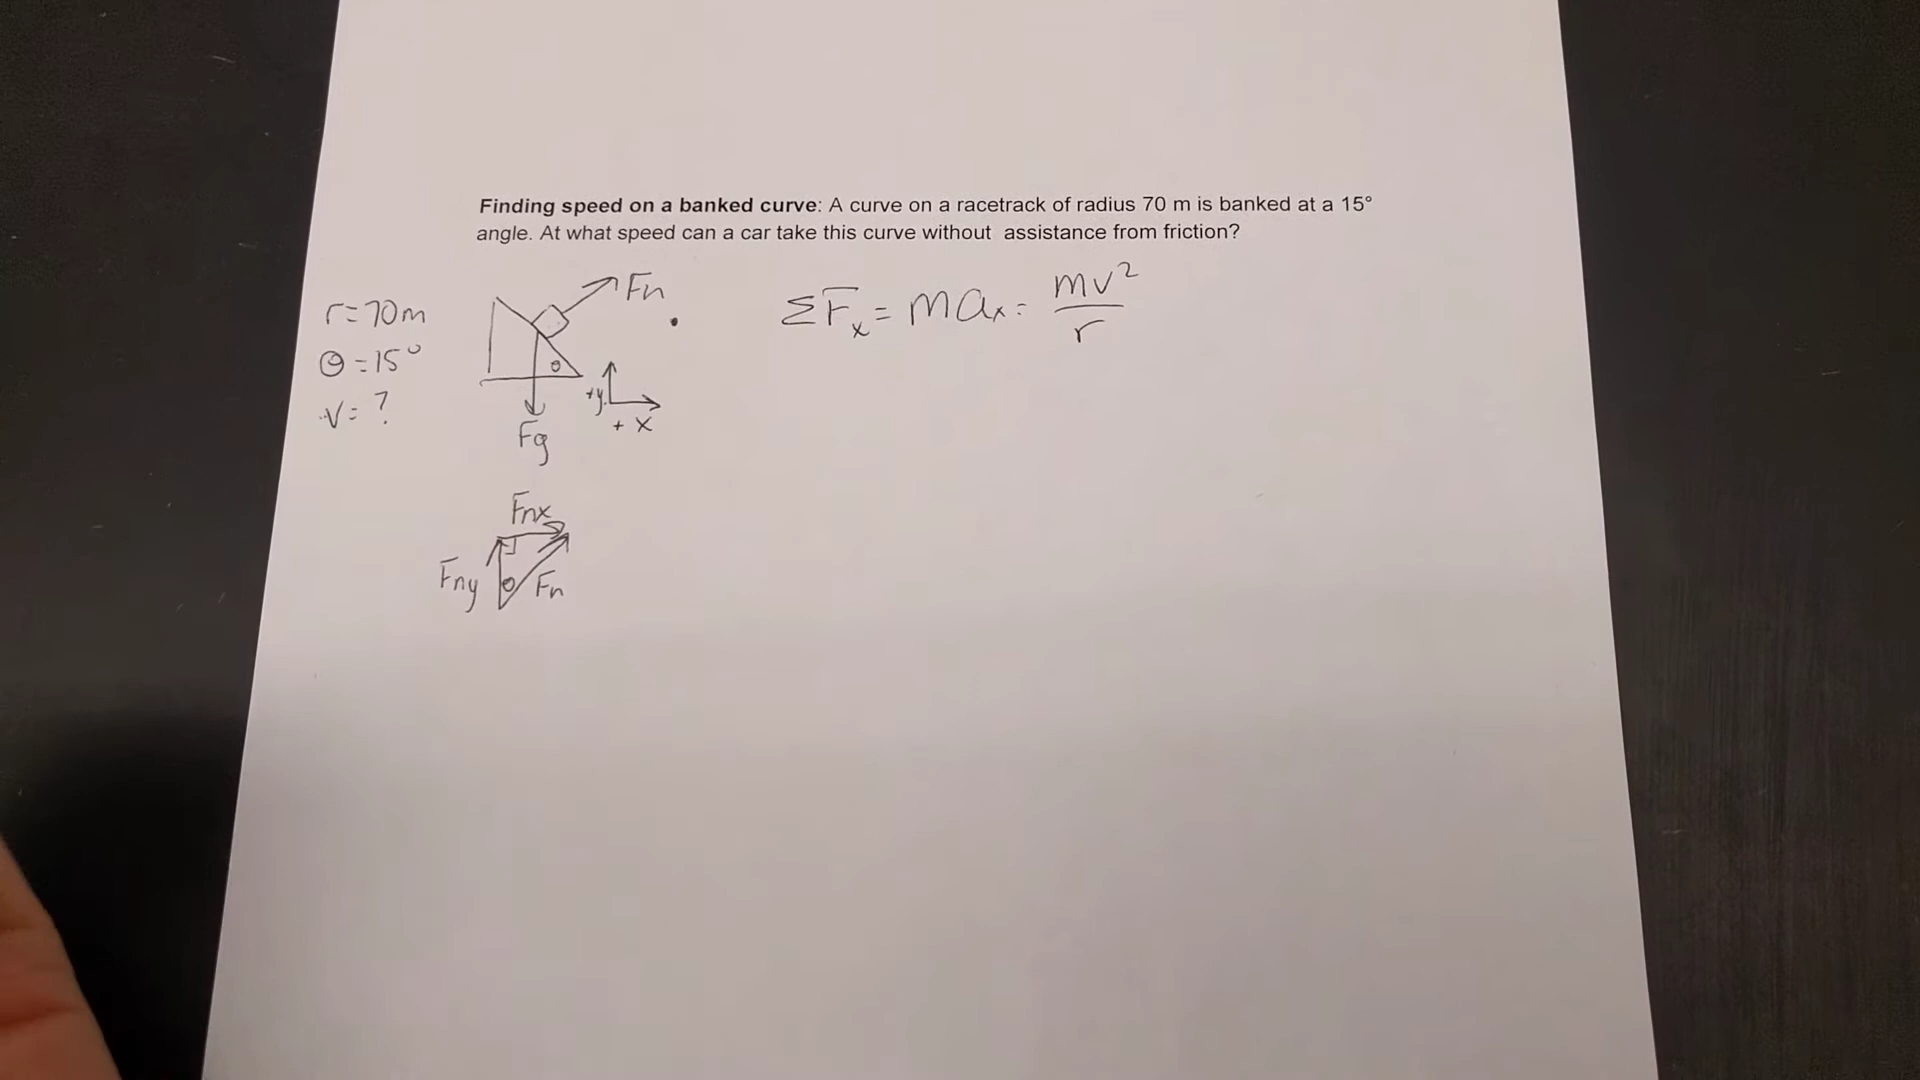 Finding speed on a banked curve: A curve on a racetrack of radius 70 m is banked at a 15°
angle. At what speed can a car take this curve without assistance from friction?
r=70m
θ=15°
v=?
Fn
θ
Fg
+y
+x
ΣFx = max = mv²/r
Fnx
Fny
θ
Fn